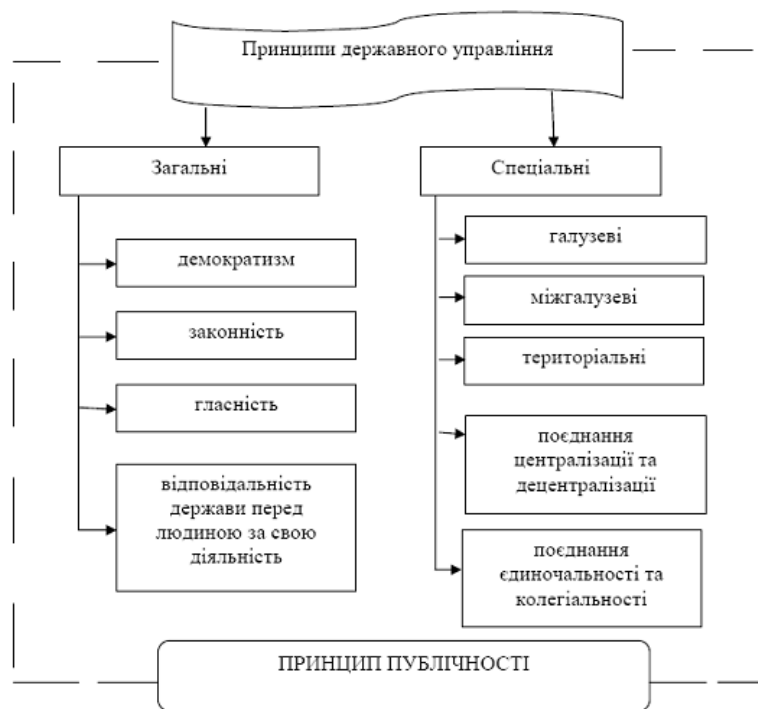 Принципи державного управління
Загальні
демократизм
законність
гласність
відповідальність
держави перед
людиною за свою
діяльність
Спеціальні
галузеві
міжгалузеві
територіальні
поєднання
централізації та
децентралізації
поєднання
єдиночальності та
колегіальності
ПРИНЦИП ПУБЛІЧНОСТІ